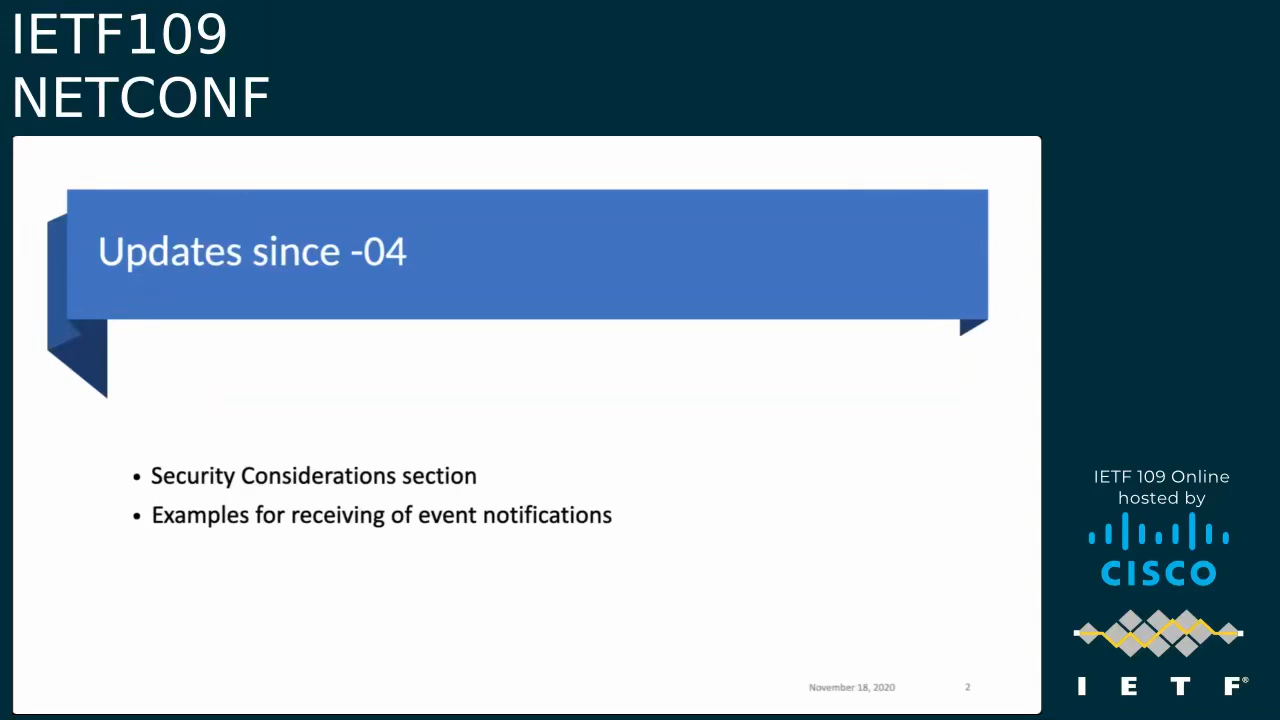 IETF109
NETCONF
Updates since -04
• Security Considerations section
• Examples for receiving of event notifications
November 18, 2020 2
IETF 109 Online
hosted by
CISCO
I E T F®